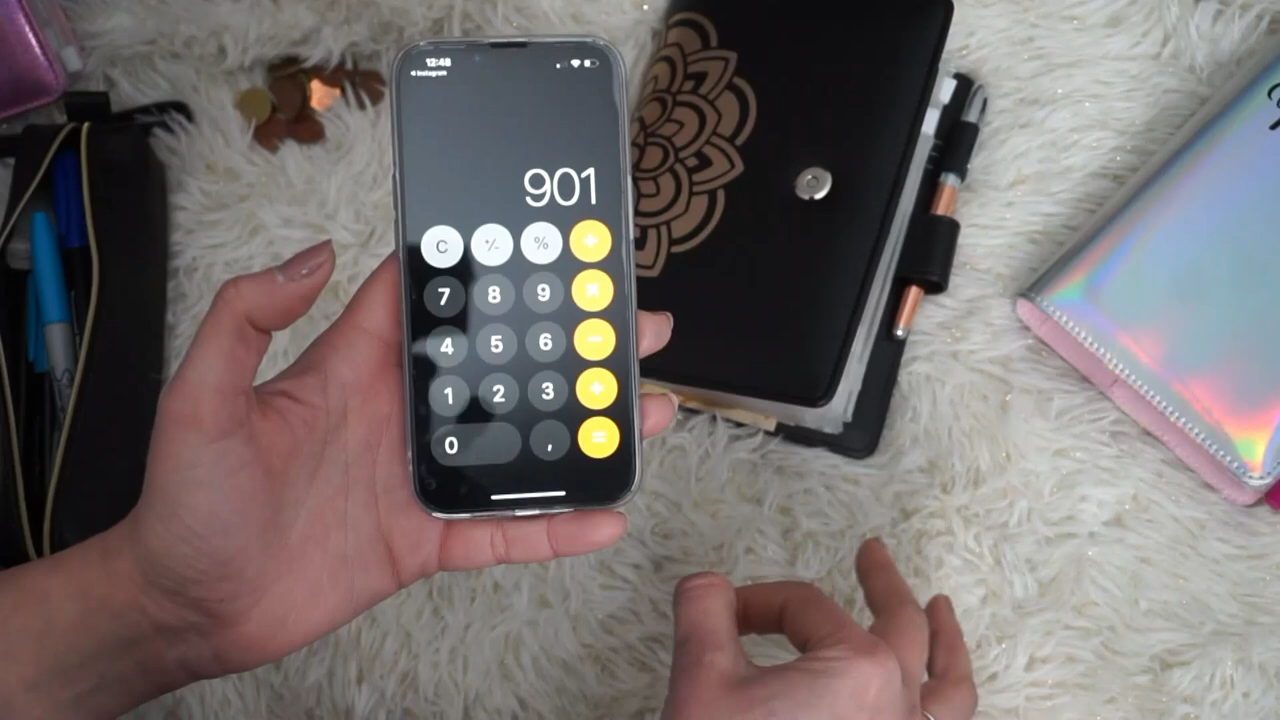 12:48
Instagram
901
C +/- % ÷
7 8 9 ×
4 5 6 −
1 2 3 +
0 , =